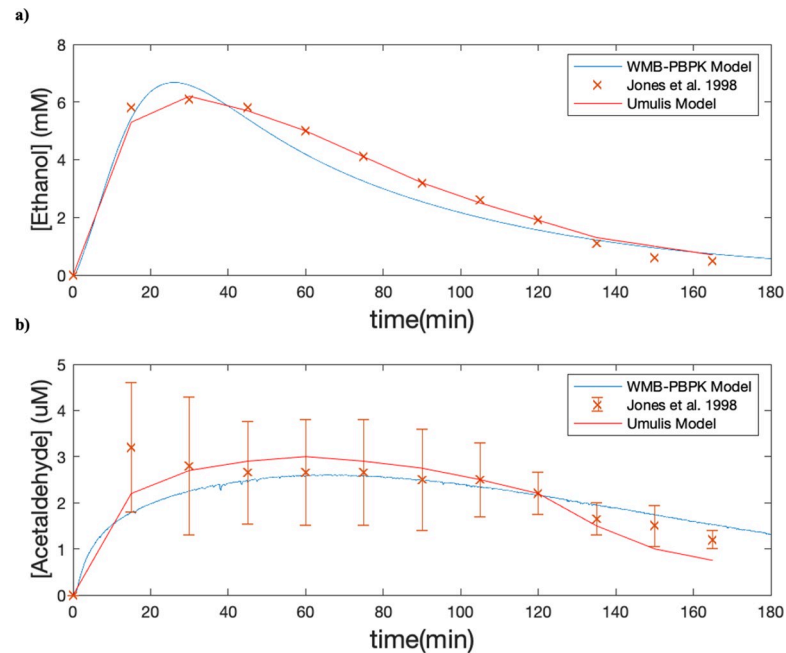 a)
8
6
4
2
0
[Ethanol] (mM)
WMB-PBPK Model
Jones et al. 1998
Umulis Model
0 20 40 60 80 100 120 140 160 180
time(min)
b)
5
4
3
2
1
0
[Acetaldehyde] (uM)
WMB-PBPK Model
Jones et al. 1998
Umulis Model
0 20 40 60 80 100 120 140 160 180
time(min)